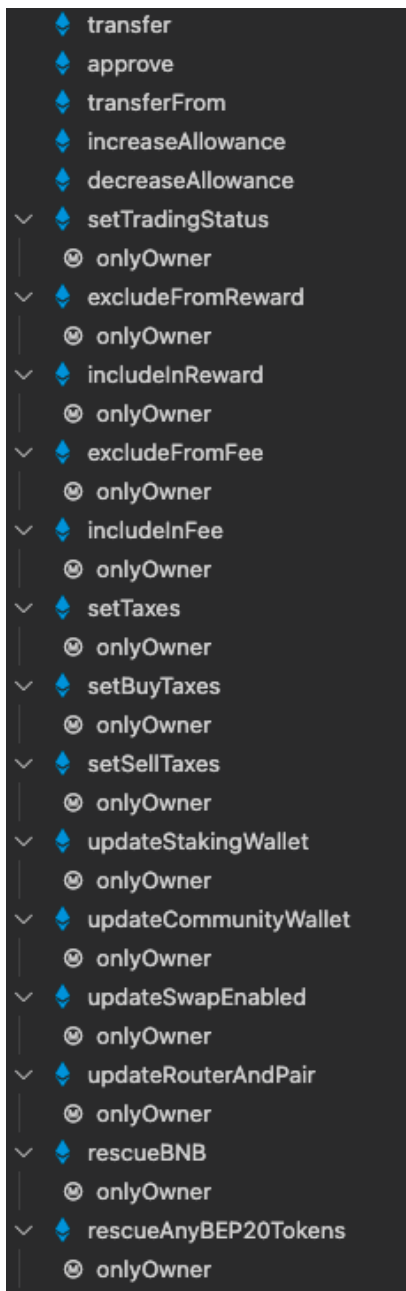 transfer
approve
transferFrom
increaseAllowance
decreaseAllowance
setTradingStatus
onlyOwner
excludeFromReward
onlyOwner
includeInReward
onlyOwner
excludeFromFee
onlyOwner
includeInFee
onlyOwner
setTaxes
onlyOwner
setBuyTaxes
onlyOwner
setSellTaxes
onlyOwner
updateStakingWallet
onlyOwner
updateCommunityWallet
onlyOwner
updateSwapEnabled
onlyOwner
updateRouterAndPair
onlyOwner
rescueBNB
onlyOwner
rescueAnyBEP20Tokens
onlyOwner